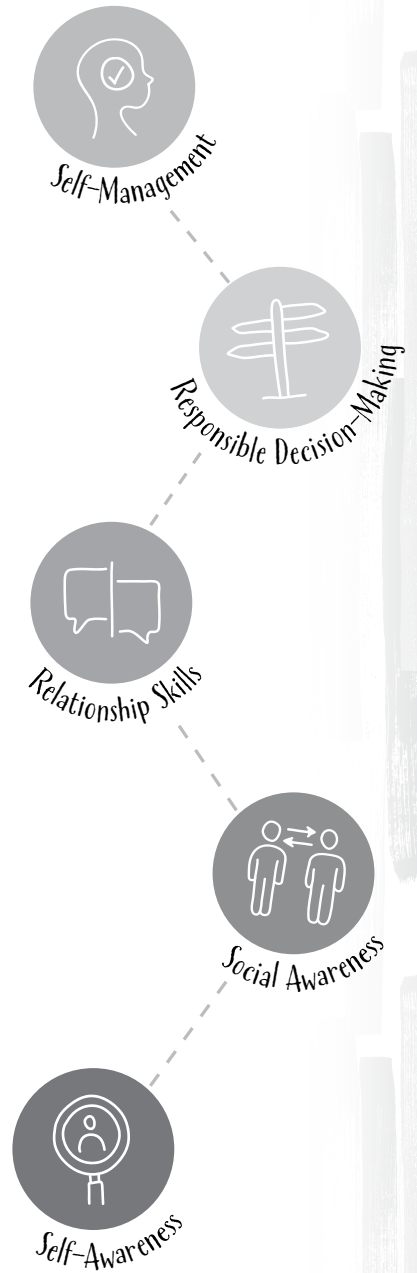 Self-Management
Responsible Decision-Making
Relationship Skills
Social Awareness
Self-Awareness